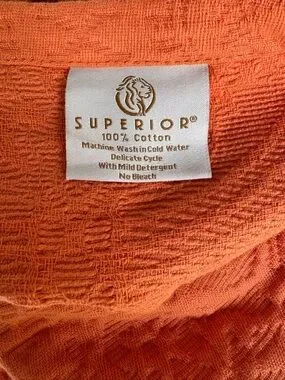 SUPERIOR®
100% Cotton
Machine Wash in Cold Water
Delicate Cycle
With Mild Detergent
No Bleach